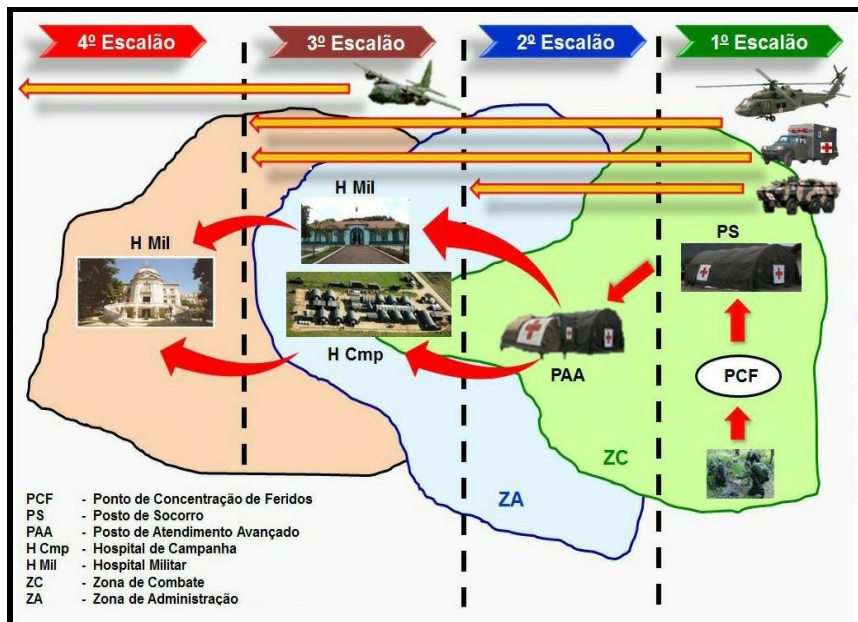 4º Escalão
3º Escalão
2º Escalão
1º Escalão
H Mil
H Mil
PS
PAA
PCF
H Cmp
ZC
ZA
PCF - Ponto de Concentração de Feridos
PS - Posto de Socorro
PAA - Posto de Atendimento Avançado
H Cmp - Hospital de Campanha
H Mil - Hospital Militar
ZC - Zona de Combate
ZA - Zona de Administração